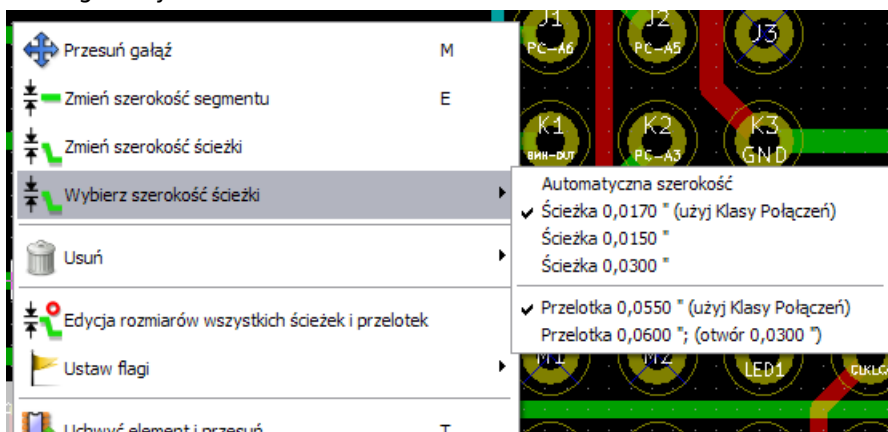 J1
J2
J3
PC-A6
PC-A5
Przesuń gałąź M
Zmień szerokość segmentu E
K1
K2
K3
PC-A3
GND
Zmień szerokość ścieżki
Wybierz szerokość ścieżki
Automatyczna szerokość
Ścieżka 0,0170 " (użyj Klasy Połączeń)
Ścieżka 0,0150 "
Ścieżka 0,0300 "
Usuń
Przelotka 0,0550 " (użyj Klasy Połączeń)
Przelotka 0,0600 "; (otwór 0,0300 ")
Edycja rozmiarów wszystkich ścieżek i przelotek
Ustaw flagi
M1
M2
LED1
Uchwyć element i przesuń T